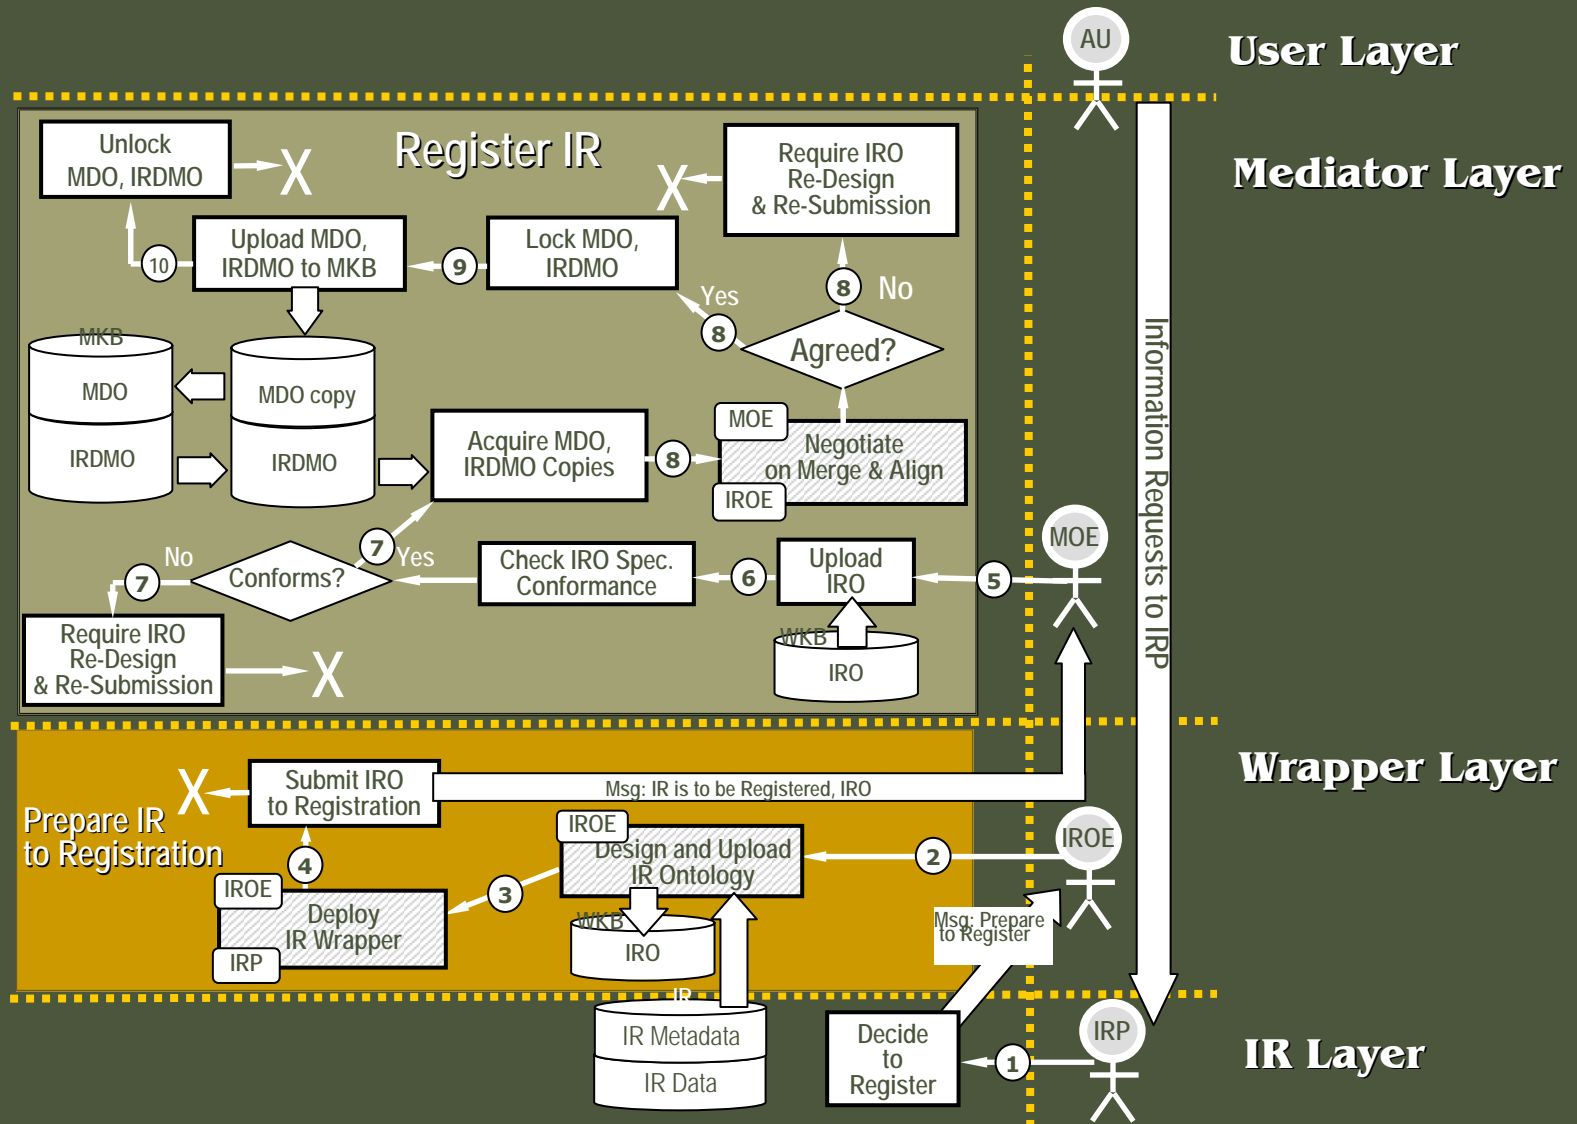 AU
User Layer
Register IR
Unlock
MDO, IRDMO
X
Require IRO
Re-Design
& Re-Submission
X
Mediator Layer
Upload MDO,
IRDMO to MKB
Lock MDO,
IRDMO
10
9
8
No
Yes
8
Agreed?
MKB
MDO
IRDMO
MDO copy
IRDMO
Acquire MDO,
IRDMO Copies
8
MOE
Negotiate
on Merge & Align
IROE
Information Requests to IRP
MOE
No
7
Conforms?
7
Yes
Check IRO Spec.
Conformance
6
Upload
IRO
5
WKB
IRO
Require IRO
Re-Design
& Re-Submission
X
Wrapper Layer
Prepare IR
to Registration
X
Submit IRO
to Registration
Msg: IR is to be Registered, IRO
4
IROE
Deploy
IR Wrapper
IRP
3
IROE
Design and Upload
IR Ontology
2
IROE
WKB
IRO
Msg: Prepare
to Register
IR
IR Metadata
IR Data
Decide
to
Register
1
IRP
IR Layer